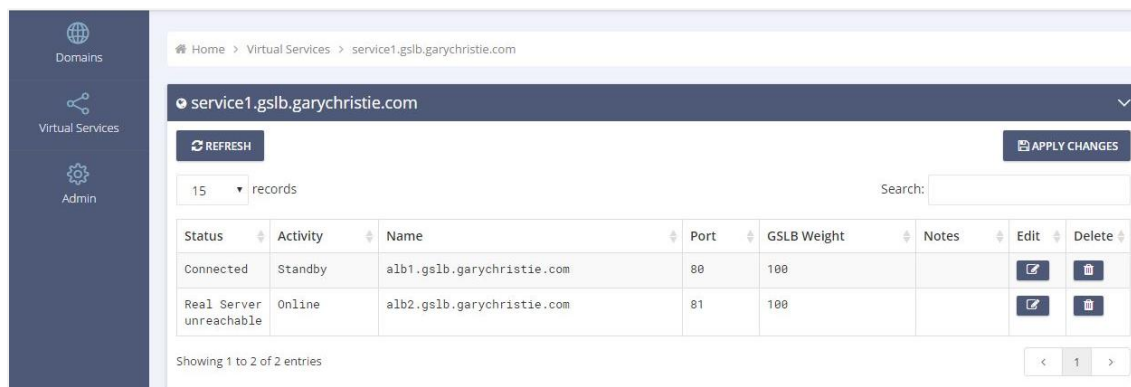 Domains
Virtual Services
Admin
Home > Virtual Services > service1.gslb.garychristie.com
service1.gslb.garychristie.com
REFRESH
APPLY CHANGES
15 records
Search:
Status Activity Name Port GSLB Weight Notes Edit Delete
Connected Standby alb1.gslb.garychristie.com 80 100
Real Server Online alb2.gslb.garychristie.com 81 100
unreachable
Showing 1 to 2 of 2 entries
< 1 >